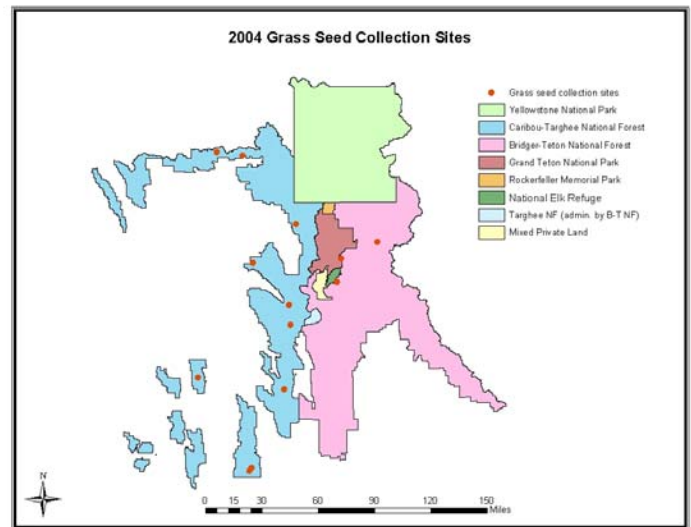 2004 Grass Seed Collection Sites
Grass seed collection sites
Yellowstone National Park
Caribou-Targhee National Forest
Bridger-Teton National Forest
Grand Teton National Park
Rockerfeller Memorial Park
National Elk Refuge
Targhee NF (admin. by B-T NF)
Mixed Private Land
N
0 15 30 60 90 120 150
Miles